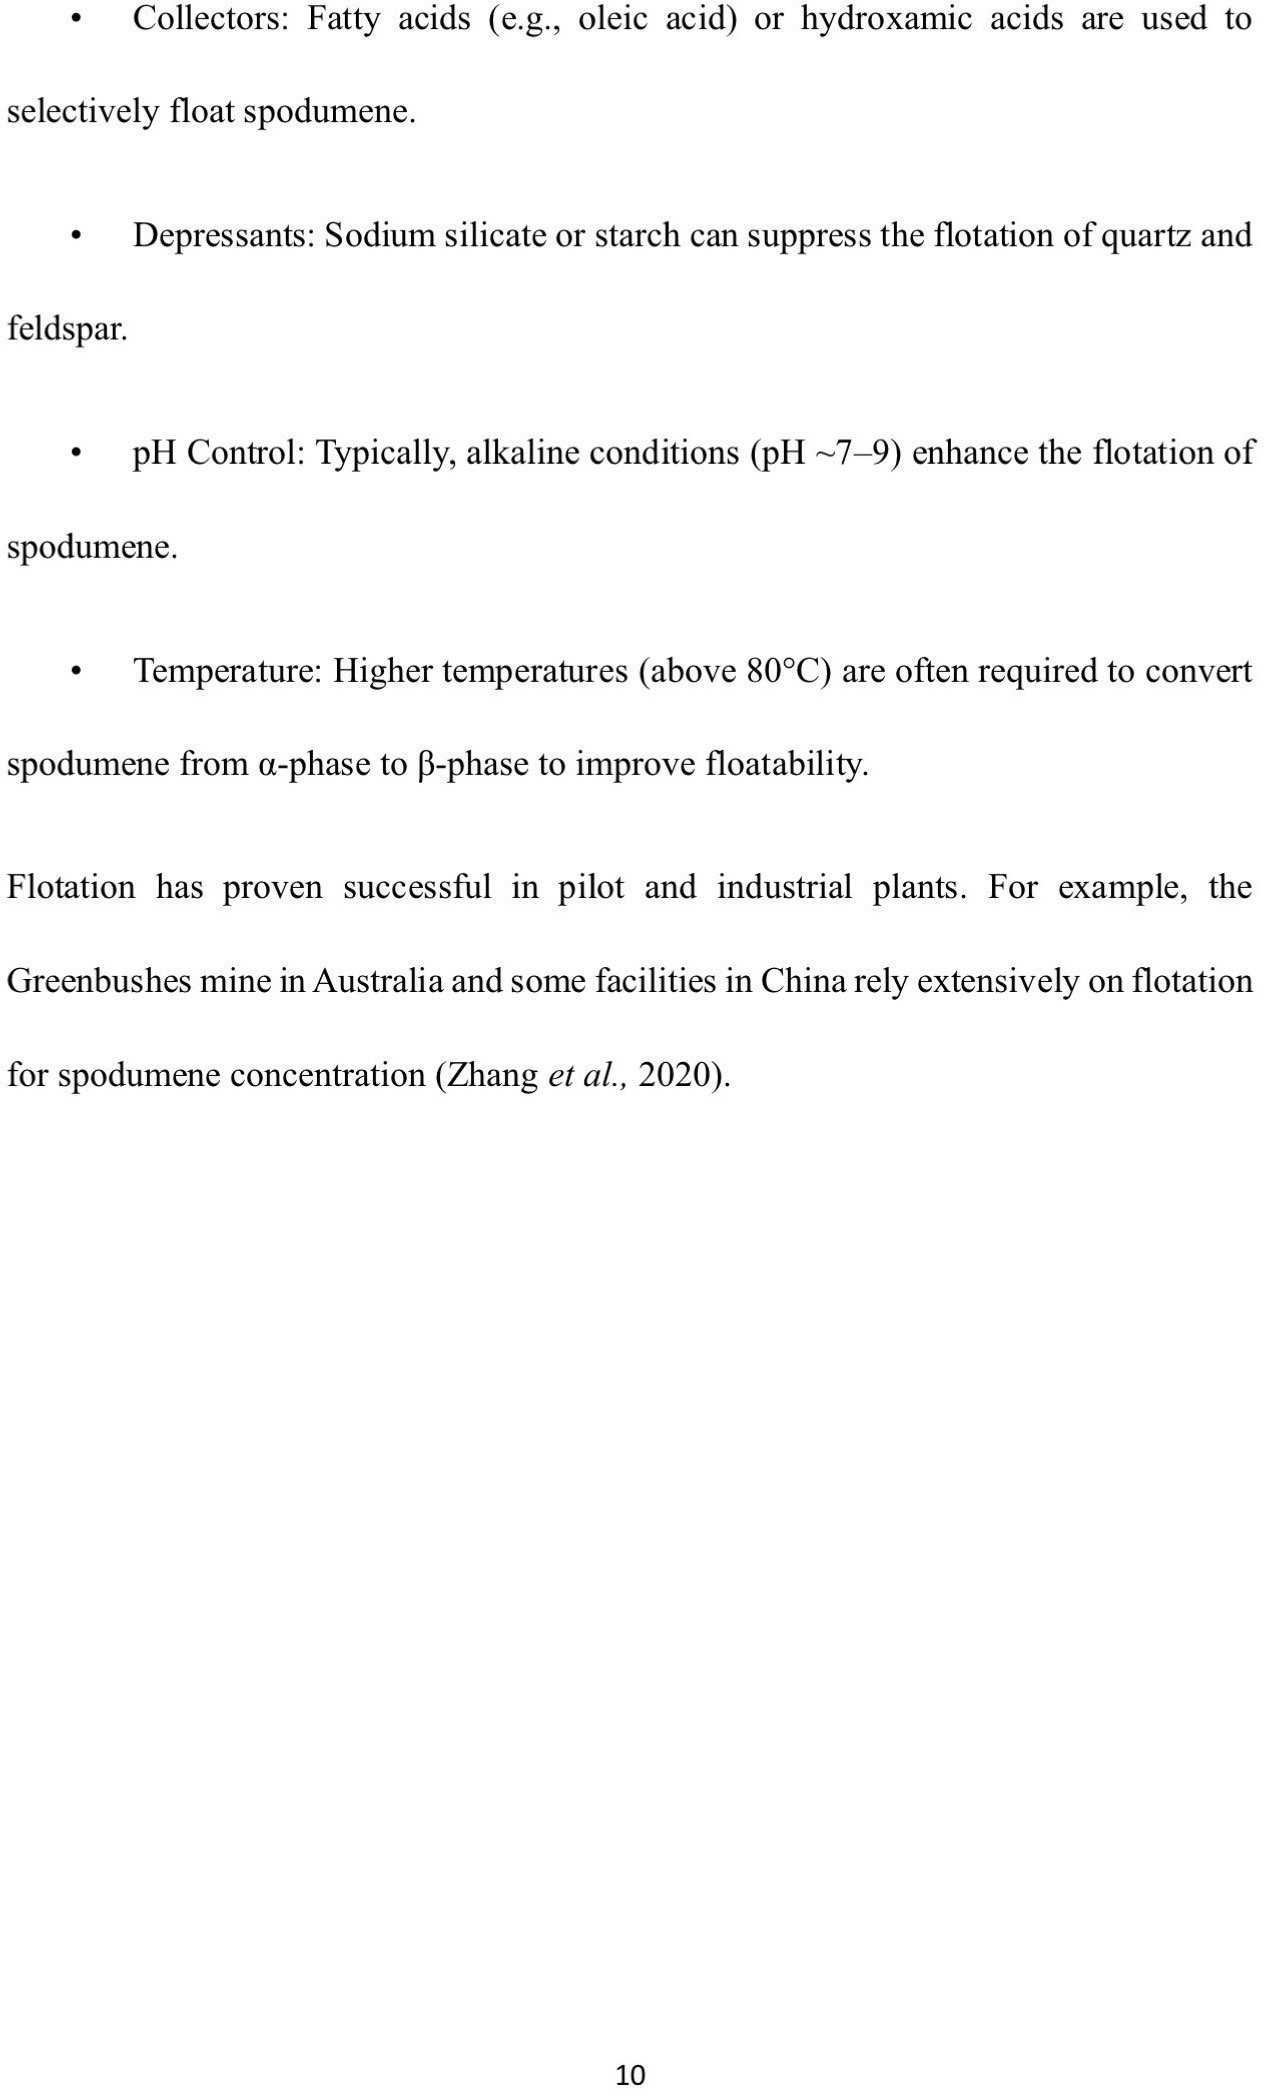 • Collectors: Fatty acids (e.g., oleic acid) or hydroxamic acids are used to
selectively float spodumene.
• Depressants: Sodium silicate or starch can suppress the flotation of quartz and
feldspar.
• pH Control: Typically, alkaline conditions (pH ~7–9) enhance the flotation of
spodumene.
• Temperature: Higher temperatures (above 80°C) are often required to convert
spodumene from α-phase to β-phase to improve floatability.
Flotation has proven successful in pilot and industrial plants. For example, the
Greenbushes mine in Australia and some facilities in China rely extensively on flotation
for spodumene concentration (Zhang et al., 2020).
10